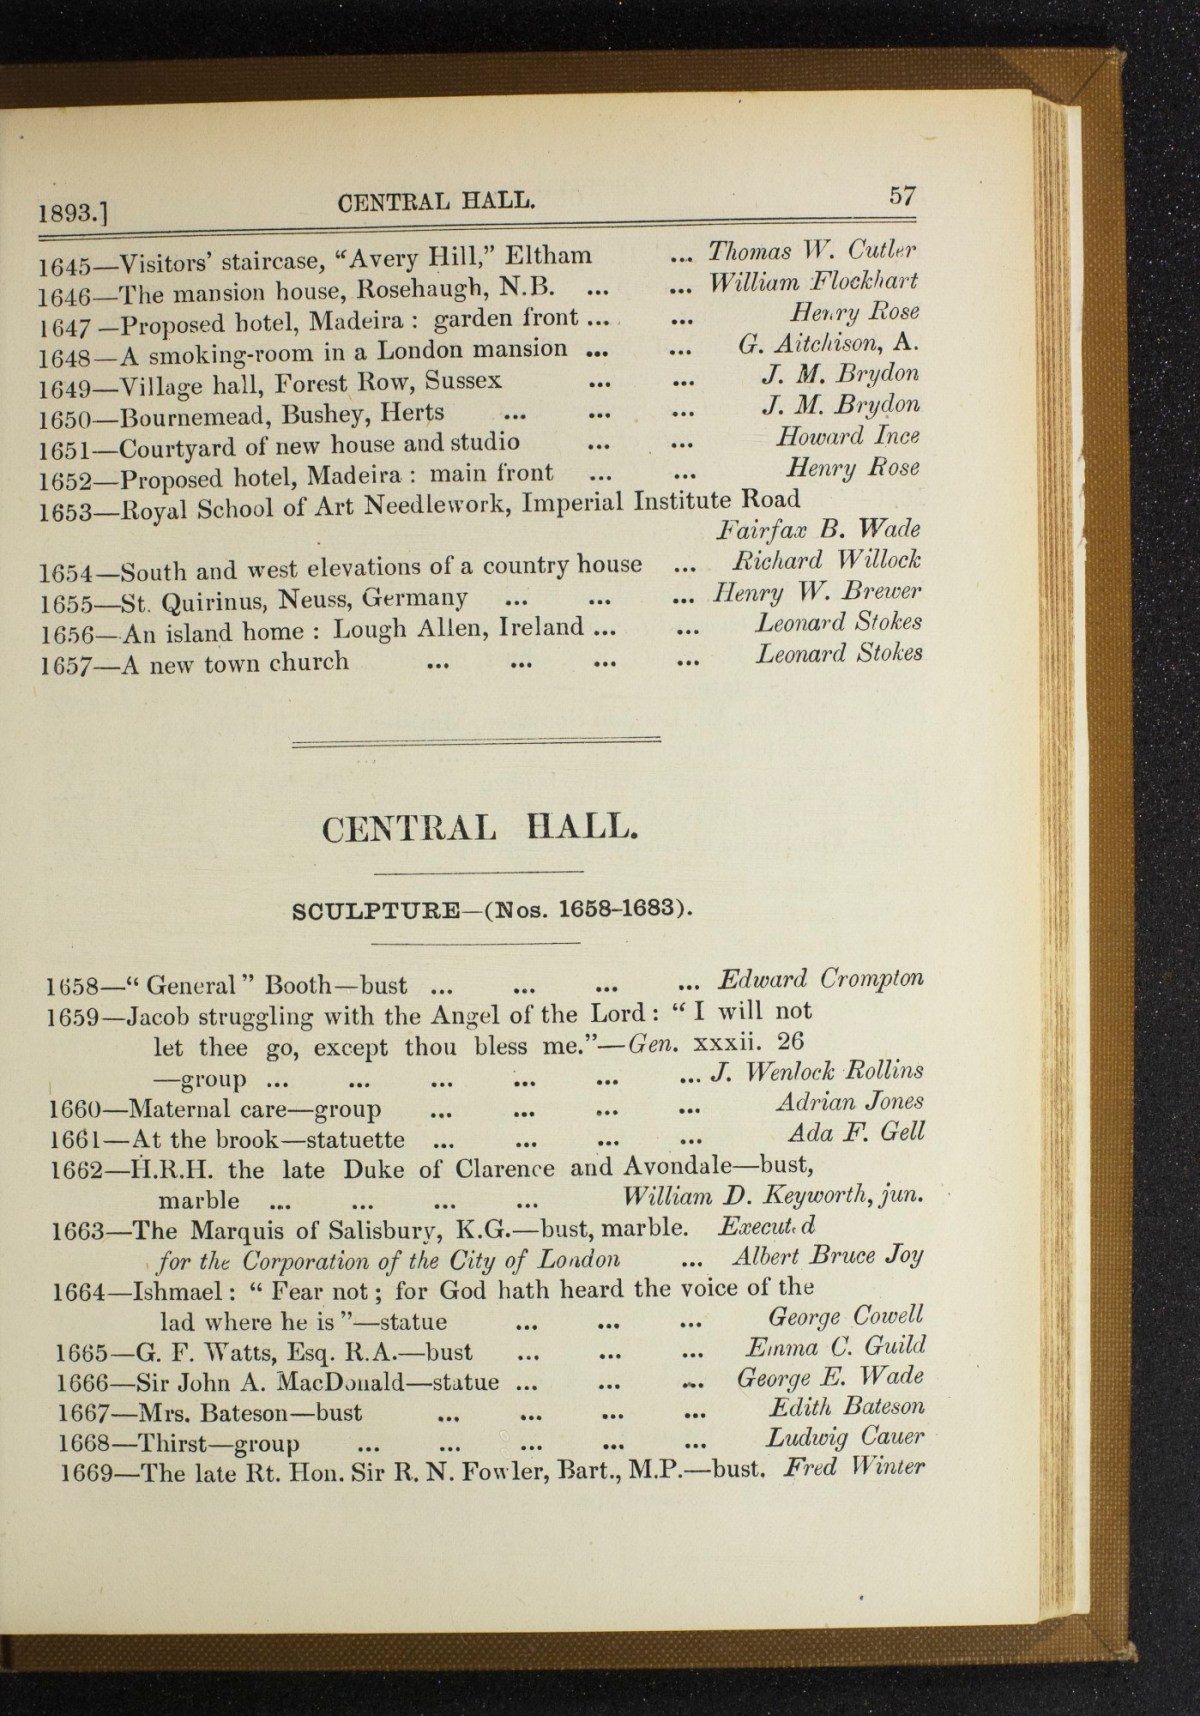 1893.] CENTRAL HALL. 57
1645—Visitors' staircase, "Avery Hill," Eltham ... Thomas W. Cutler
1646—The mansion house, Rosehaugh, N.B. ... ... William Flockhart
1647—Proposed hotel, Madeira : garden front ... ... Henry Rose
1648—A smoking-room in a London mansion ... ... G. Aitchison, A.
1649—Village hall, Forest Row, Sussex ... ... J. M. Brydon
1650—Bournemead, Bushey, Herts ... ... ... J. M. Brydon
1651—Courtyard of new house and studio ... ... Howard Ince
1652—Proposed hotel, Madeira : main front ... ... Henry Rose
1653—Royal School of Art Needlework, Imperial Institute Road
Fairfax B. Wade
1654—South and west elevations of a country house ... Richard Willock
1655—St. Quirinus, Neuss, Germany ... ... ... Henry W. Brewer
1656—An island home : Lough Allen, Ireland ... ... Leonard Stokes
1657—A new town church ... ... ... ... Leonard Stokes
CENTRAL HALL.
SCULPTURE—(Nos. 1658-1683).
1658—"General" Booth—bust ... ... ... ... Edward Crompton
1659—Jacob struggling with the Angel of the Lord : "I will not
let thee go, except thou bless me."—Gen. xxxii. 26
—group ... ... ... ... ... ... J. Wenlock Rollins
1660—Maternal care—group ... ... ... ... Adrian Jones
1661—At the brook—statuette ... ... ... ... Ada F. Gell
1662—H.R.H. the late Duke of Clarence and Avondale—bust,
marble ... ... ... ... William D. Keyworth, jun.
1663—The Marquis of Salisbury, K.G.—bust, marble. Executed
for the Corporation of the City of London ... Albert Bruce Joy
1664—Ishmael : "Fear not ; for God hath heard the voice of the
lad where he is"—statue ... ... ... George Cowell
1665—G. F. Watts, Esq. R.A.—bust ... ... ... Emma C. Guild
1666—Sir John A. MacDonald—statue ... ... ... George E. Wade
1667—Mrs. Bateson—bust ... ... ... ... Edith Bateson
1668—Thirst—group ... ... ... ... ... Ludwig Cauer
1669—The late Rt. Hon. Sir R. N. Fowler, Bart., M.P.—bust. Fred Winter